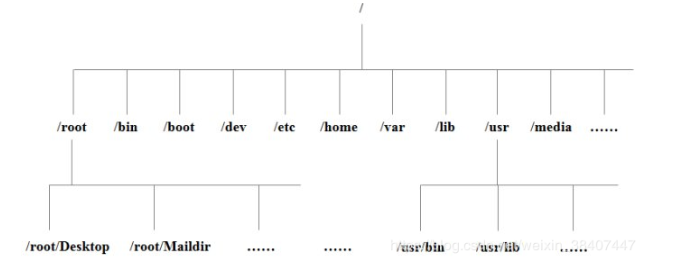 /
/root /bin /boot /dev /etc /home /var /lib /usr /media ......
/root/Desktop /root/Maildir ...... ...... /usr/bin /usr/lib ......